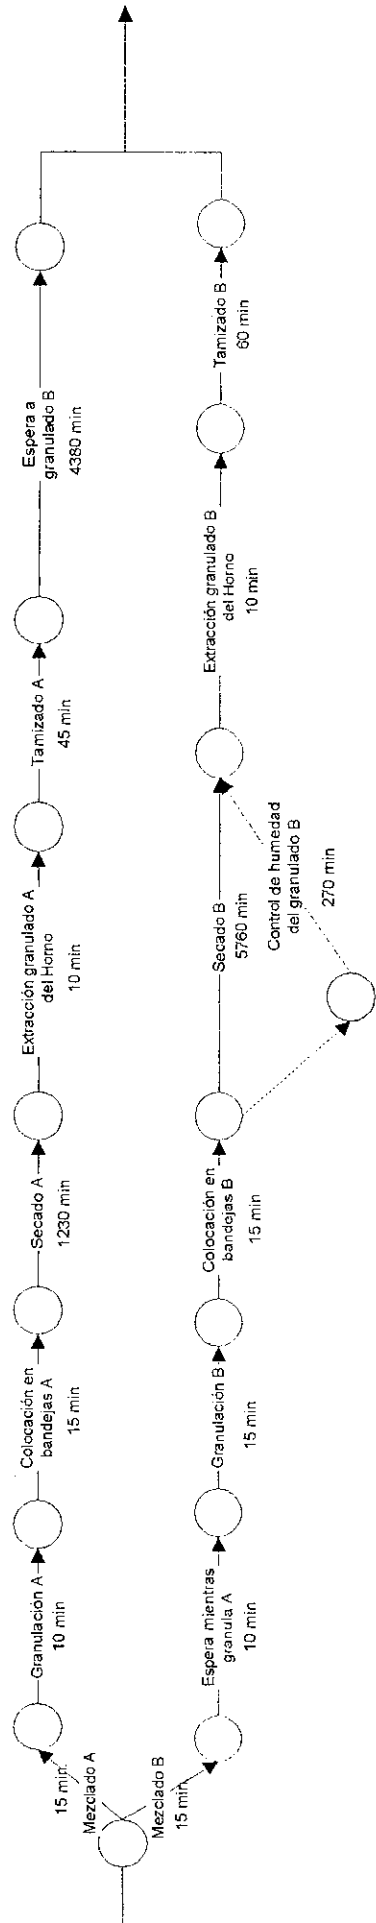 15 min.
Mezclado A
Granulación A
10 min
Colocación en
bandejas A
15 min
Secado A
1230 min
Extracción granulado A
del Horno
10 min
Tamizado A
45 min
Espera a
granulado B
4380 min
Mezclado B
15 min
Espera mientras
granula A
10 min
Granulación B
15 min
Colocación en
bandejas B
15 min
Secado B
5760 min
Control de humedad
del granulado B
270 min
Extracción granulado B
del Horno
10 min
Tamizado B
60 min